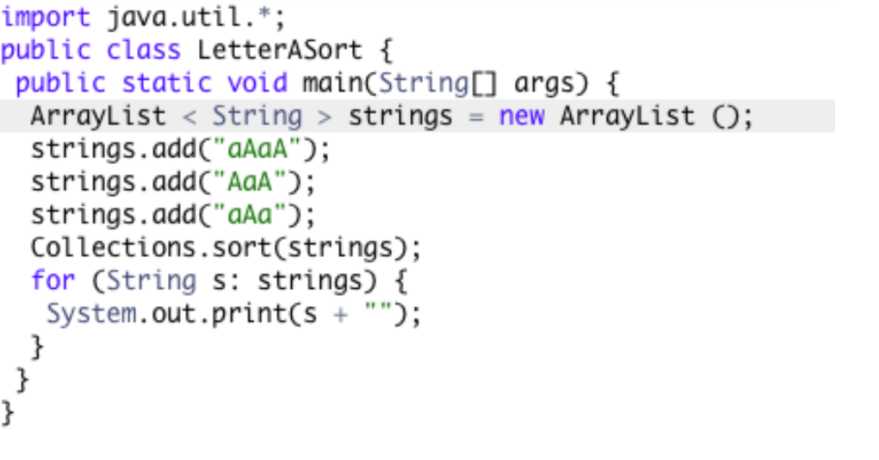 import java.util.*;
public class LetterASort {
 public static void main(String[] args) {
  ArrayList < String > strings = new ArrayList ();
  strings.add("aAaA");
  strings.add("AaA");
  strings.add("aAa");
  Collections.sort(strings);
  for (String s: strings) {
   System.out.print(s + "");
  }
 }
}